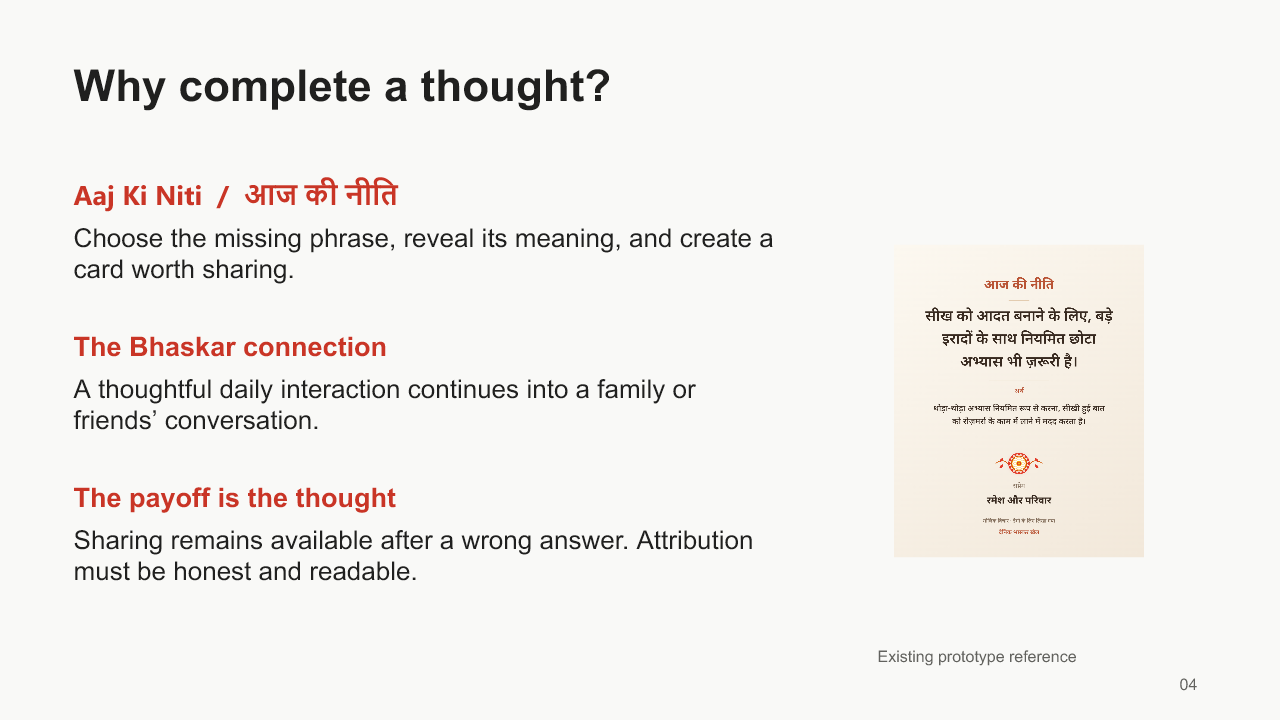 Why complete a thought?
Aaj Ki Niti / आज की नीति
Choose the missing phrase, reveal its meaning, and create a
card worth sharing.
The Bhaskar connection
A thoughtful daily interaction continues into a family or
friends’ conversation.
The payoff is the thought
Sharing remains available after a wrong answer. Attribution
must be honest and readable.
आज की नीति
सीख को आदत बनाने के लिए, बड़े
इरादों के साथ नियमित छोटा
अभ्यास भी ज़रूरी है।
अर्थ
थोड़ा-थोड़ा अभ्यास नियमित रूप से करना, सीखी हुई बात
को रोज़मर्रा के काम में लाने में मदद करता है।
सप्रेम
रमेश और परिवार
दैनिक भास्कर खेल
Existing prototype reference
04